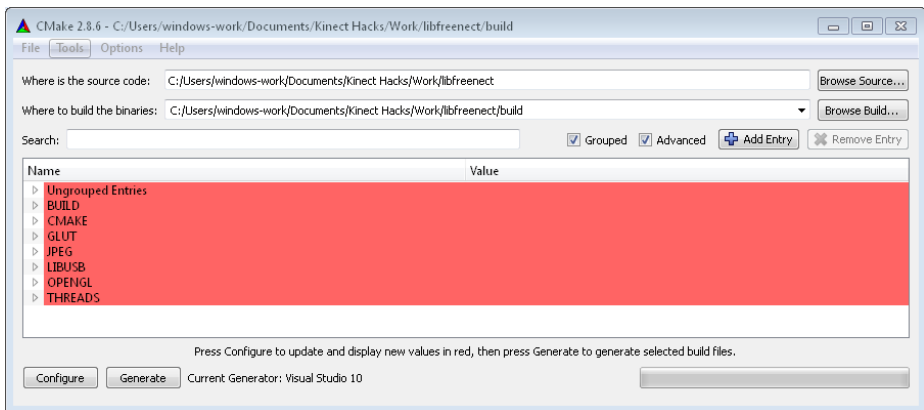 CMake 2.8.6 - C:/Users/windows-work/Documents/Kinect Hacks/Work/libfreenect/build
File Tools Options Help
Where is the source code: C:/Users/windows-work/Documents/Kinect Hacks/Work/libfreenect Browse Source...
Where to build the binaries: C:/Users/windows-work/Documents/Kinect Hacks/Work/libfreenect/build Browse Build...
Search: Grouped Advanced Add Entry Remove Entry
Name Value
Ungrouped Entries
BUILD
CMAKE
GLUT
JPEG
LIBUSB
OPENGL
THREADS
Press Configure to update and display new values in red, then press Generate to generate selected build files.
Configure Generate Current Generator: Visual Studio 10